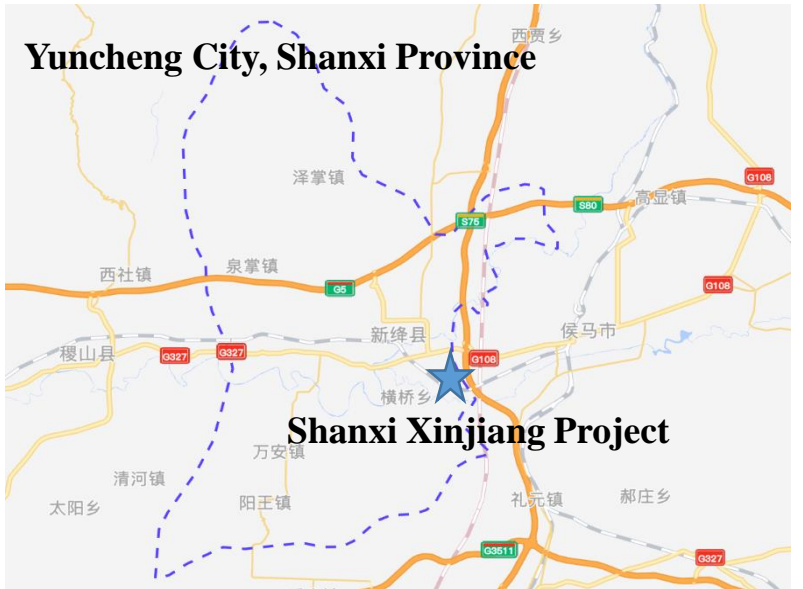 西贾乡
Yuncheng City, Shanxi Province
泽掌镇
G108
高显镇
S80
S75
泉掌镇
西社镇
G5
G108
新绛县
侯马市
稷山县
G327
G327
G108
横桥乡
Shanxi Xinjiang Project
万安镇
清河镇
阳王镇
太阳乡
礼元镇
郝庄乡
G3511
G327